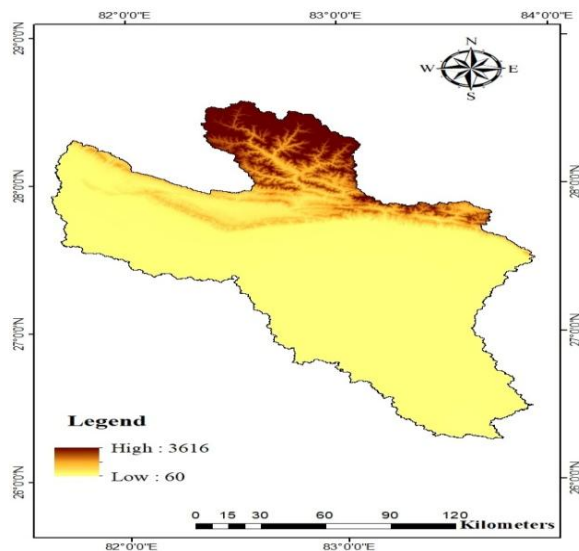 82°0'0"E 83°0'0"E 84°0'0"E
N
W E
S
29°0'0"N
28°0'0"N 28°0'0"N
27°0'0"N 27°0'0"N
26°0'0"N 26°0'0"N
Legend
High : 3616
Low : 60
0 15 30 60 90 120
Kilometers
82°0'0"E 83°0'0"E